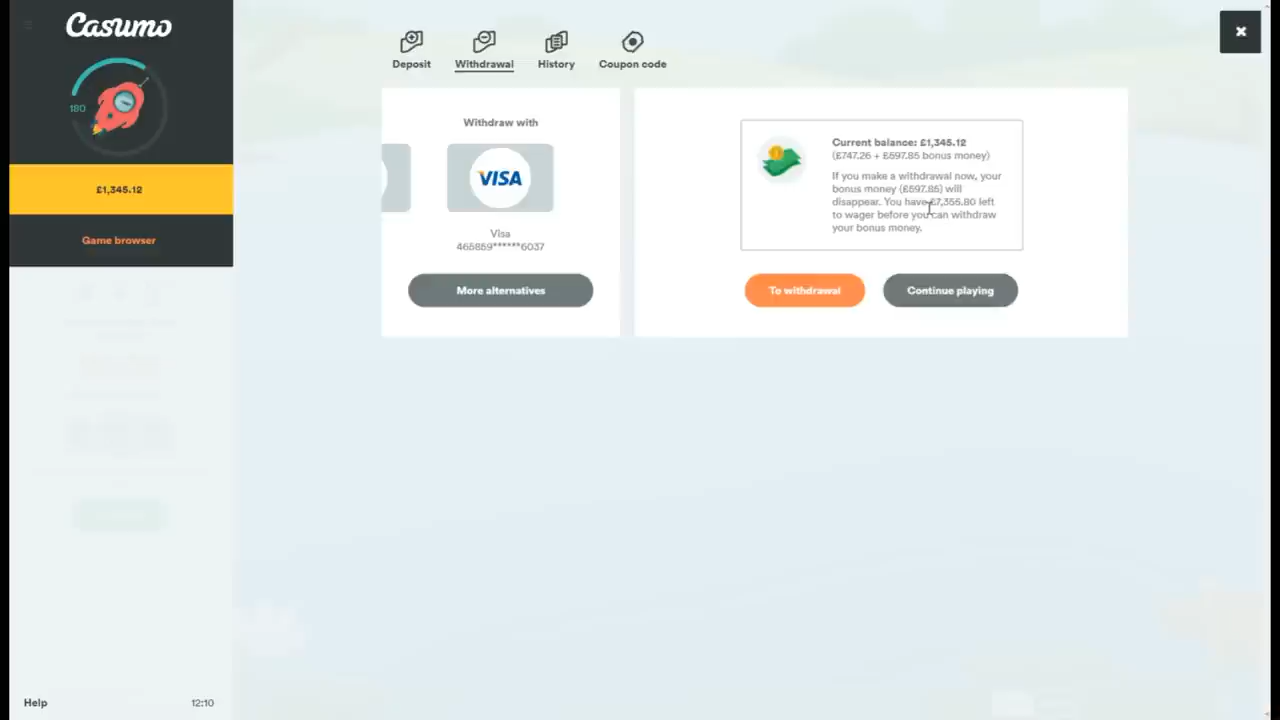 Casumo
180
£1,345.12
Game browser
Deposit
Withdrawal
History
Coupon code
Withdraw with
VISA
Visa
465859******6037
More alternatives
Current balance: £1,345.12
(£747.26 + £597.85 bonus money)
If you make a withdrawal now, your
bonus money (£597.85) will
disappear. You have £7,355.80 left
to wager before you can withdraw
your bonus money.
To withdrawal
Continue playing
Help
12:10